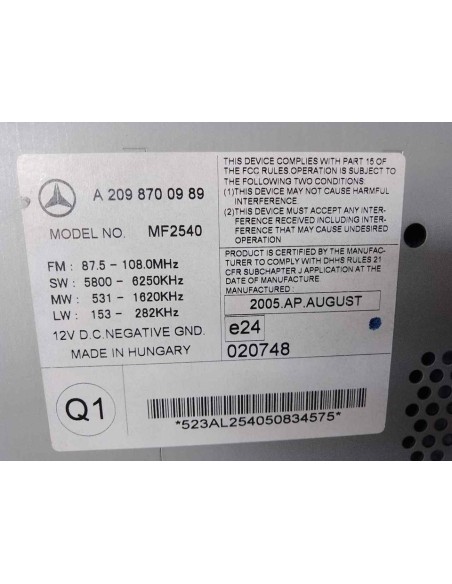 A 209 870 09 89
MODEL NO. MF2540
FM : 87.5 - 108.0MHz
SW : 5800 - 6250KHz
MW : 531 - 1620KHz
LW : 153 - 282KHz
12V D.C.NEGATIVE GND.
MADE IN HUNGARY
THIS DEVICE COMPLIES WITH PART 15 OF
THE FCC RULES OPERATION IS SUBJECT TO
THE FOLLOWING TWO CONDITIONS.
(1)THIS DEVICE MAY NOT CAUSE HARMFUL
INTERFERENCE.
(2)THIS DEVICE MUST ACCEPT ANY INTER-
FERENCE RECEIVED INCLUDING INTERFER-
ENCE THAT MAY CAUSE UNDESIRED
OPERATION
PRODUCT IS CERTIFIED BY THE MANUFAC-
TURER TO COMPLY WITH DHHS RULES 21
CFR SUBCHAPTER J APPLICATION AT THE
DATE OF MANUFACTURE
MANUFACTURED :
2005.AP.AUGUST
e24
020748
Q1
*523AL254050834575*